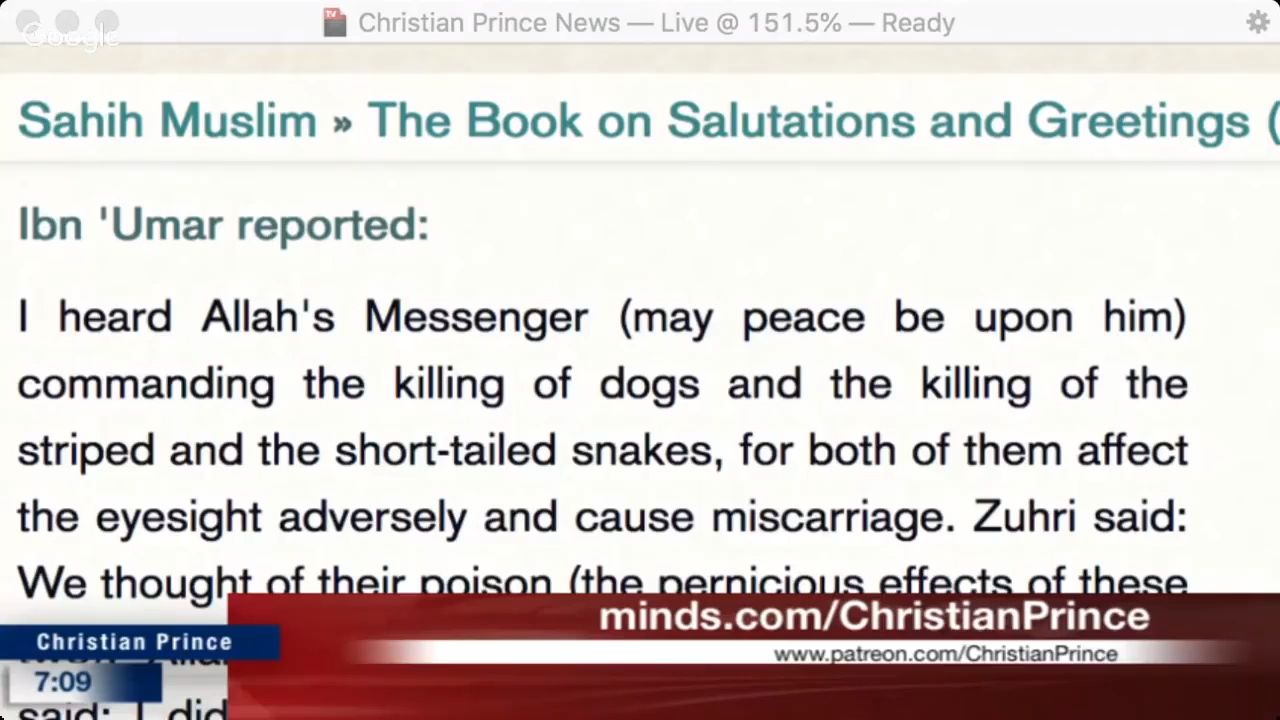 Christian Prince News — Live @ 151.5% — Ready
Google
Sahih Muslim » The Book on Salutations and Greetings (
Ibn 'Umar reported:
I heard Allah's Messenger (may peace be upon him)
commanding the killing of dogs and the killing of the
striped and the short-tailed snakes, for both of them affect
the eyesight adversely and cause miscarriage. Zuhri said:
We thought of their poison (the pernicious effects of these
minds.com/ChristianPrince
Christian Prince
www.patreon.com/ChristianPrince
7:09
said: I did